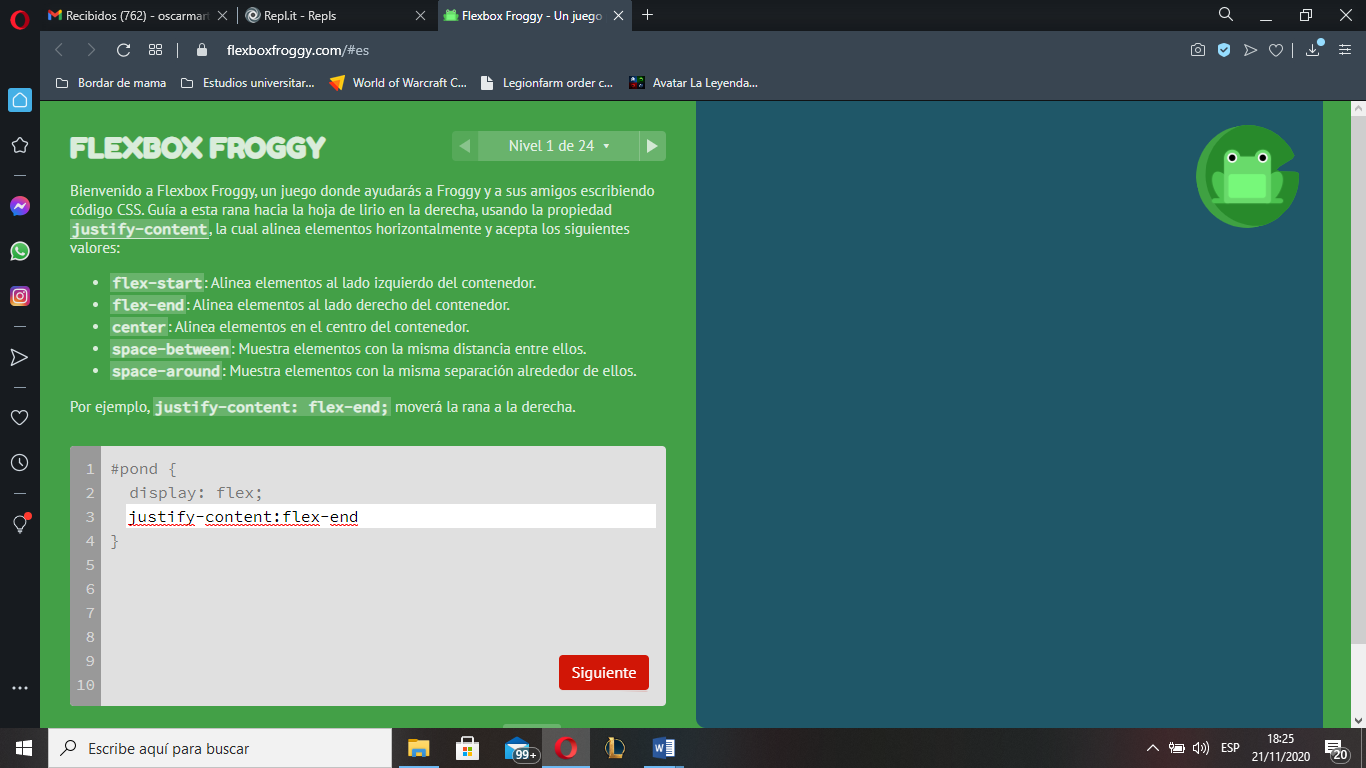 Recibidos (762) - oscarmar
Repl.it - Repls
Flexbox Froggy - Un juego
flexboxfroggy.com/#es
Bordar de mama
Estudios universitar...
World of Warcraft C...
Legionfarm order c...
Avatar La Leyenda...
FLEXBOX FROGGY
Nivel 1 de 24
Bienvenido a Flexbox Froggy, un juego donde ayudarás a Froggy y a sus amigos escribiendo
código CSS. Guía a esta rana hacia la hoja de lirio en la derecha, usando la propiedad
justify-content, la cual alinea elementos horizontalmente y acepta los siguientes
valores:
• flex-start: Alinea elementos al lado izquierdo del contenedor.
• flex-end: Alinea elementos al lado derecho del contenedor.
• center: Alinea elementos en el centro del contenedor.
• space-between: Muestra elementos con la misma distancia entre ellos.
• space-around: Muestra elementos con la misma separación alrededor de ellos.
Por ejemplo, justify-content: flex-end; moverá la rana a la derecha.
1 #pond {
2 display: flex;
3 justify-content:flex-end
4 }
5
6
7
8
9
10
Siguiente
Escribe aquí para buscar
99+
ESP
18:25
21/11/2020
20